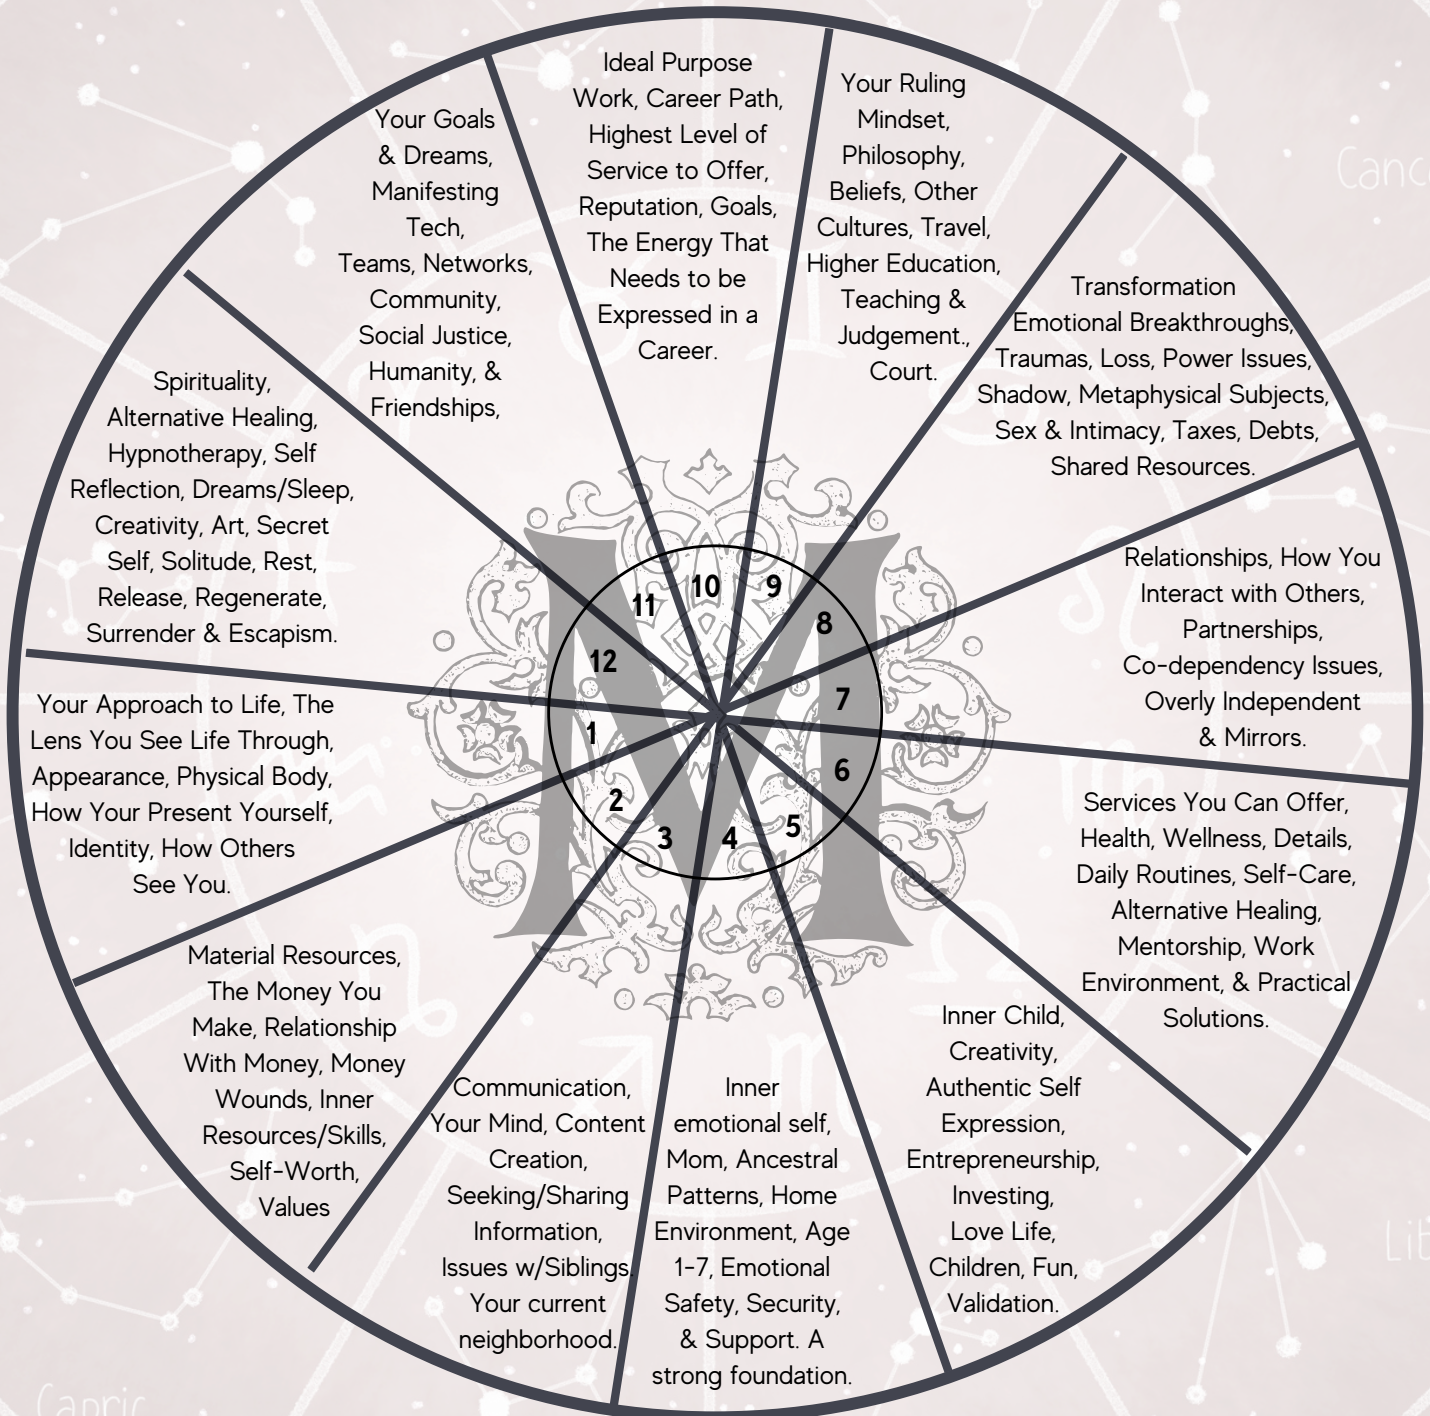 Ideal Purpose
Work, Career Path,
Highest Level of
Service to Offer,
Reputation, Goals,
The Energy That
Needs to be
Expressed in a
Career.
Your Ruling
Mindset,
Philosophy,
Beliefs, Other
Cultures, Travel,
Higher Education,
Teaching &
Judgement.,
Court.
Transformation
Emotional Breakthroughs,
Traumas, Loss, Power Issues,
Shadow, Metaphysical Subjects,
Sex & Intimacy, Taxes, Debts,
Shared Resources.
Relationships, How You
Interact with Others,
Partnerships,
Co-dependency Issues,
Overly Independent
& Mirrors.
Services You Can Offer,
Health, Wellness, Details,
Daily Routines, Self-Care,
Alternative Healing,
Mentorship, Work
Environment, & Practical
Solutions.
Inner Child,
Creativity,
Authentic Self
Expression,
Entrepreneurship,
Investing,
Love Life,
Children, Fun,
Validation.
Inner
emotional self,
Mom, Ancestral
Patterns, Home
Environment, Age
1-7, Emotional
Safety, Security,
& Support. A
strong foundation.
Communication,
Your Mind, Content
Creation,
Seeking/Sharing
Information,
Issues w/Siblings.
Your current
neighborhood.
Material Resources,
The Money You
Make, Relationship
With Money, Money
Wounds, Inner
Resources/Skills,
Self-Worth,
Values
Your Approach to Life, The
Lens You See Life Through,
Appearance, Physical Body,
How Your Present Yourself,
Identity, How Others
See You.
Spirituality,
Alternative Healing,
Hypnotherapy, Self
Reflection, Dreams/Sleep,
Creativity, Art, Secret
Self, Solitude, Rest,
Release, Regenerate,
Surrender & Escapism.
Your Goals
& Dreams,
Manifesting
Tech,
Teams, Networks,
Community,
Social Justice,
Humanity, &
Friendships,
10
9
8
7
6
5
4
3
2
1
12
11
M
Canc
Lib
Capric